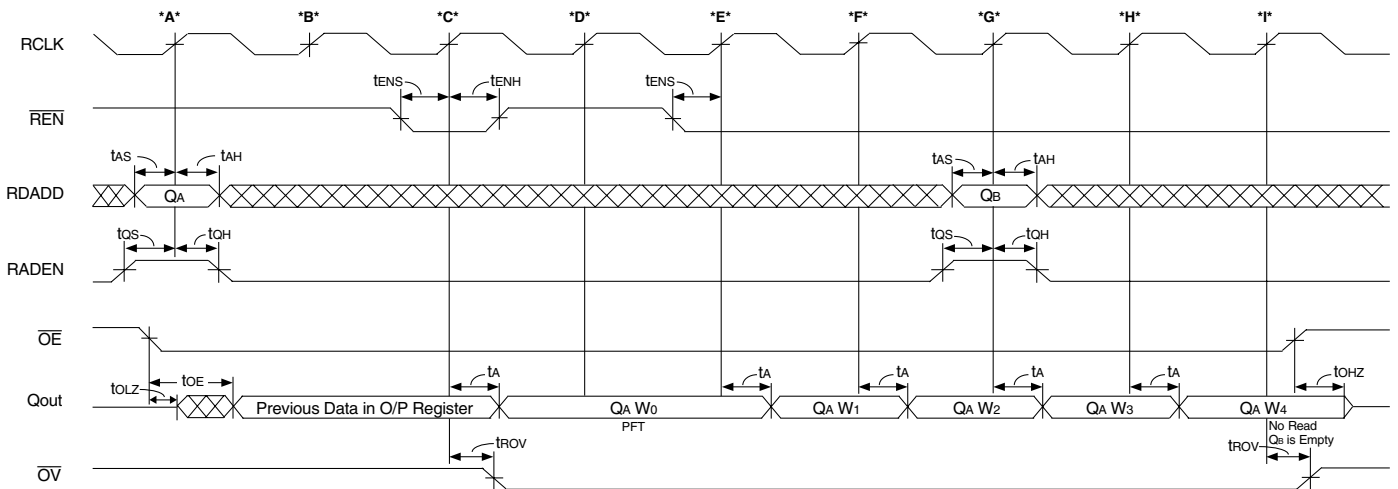 *A* *B* *C* *D* *E* *F* *G* *H* *I*
RCLK
tENS tENH tENS
REN
tAS tAH tAS tAH
RDADD QA QB
tQS tQH tQS tQH
RADEN
OE
tOLZ tOE tA tA tA tA tA tOHZ
Qout Previous Data in O/P Register QA W0 QA W1 QA W2 QA W3 QA W4
PFT No Read
QB is Empty
tROV tROV
OV